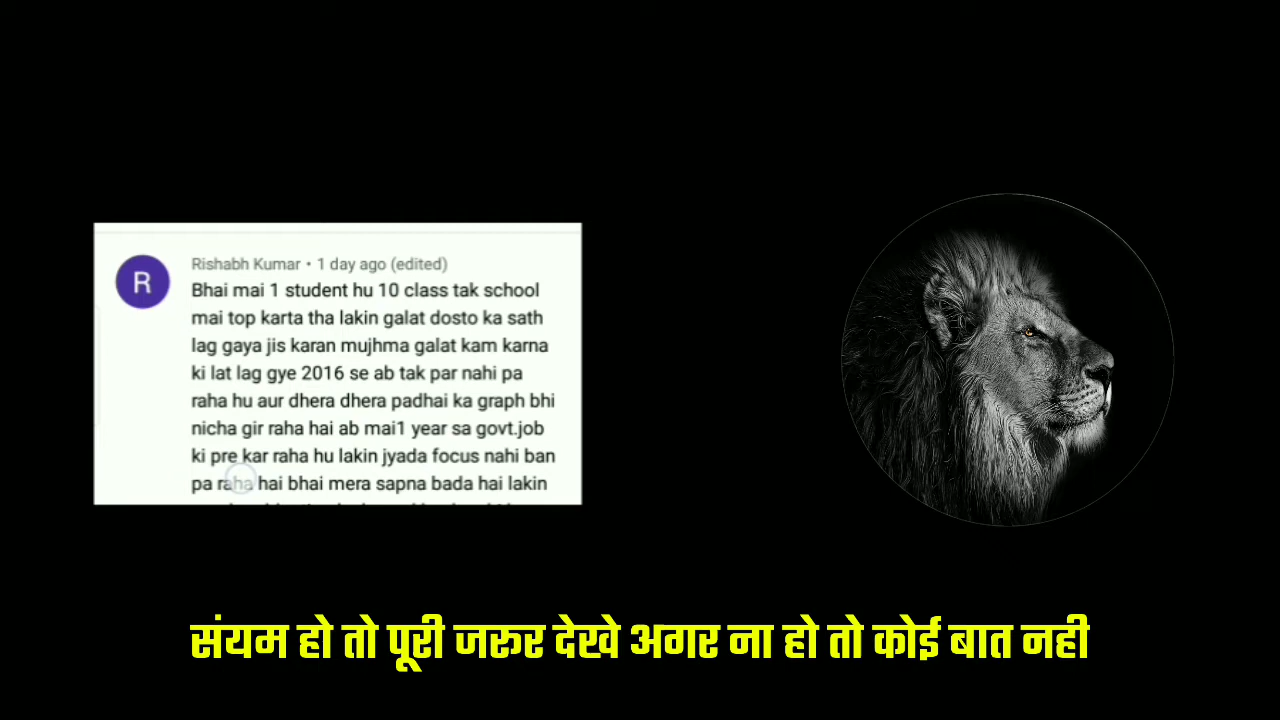 R
Rishabh Kumar • 1 day ago (edited)
Bhai mai 1 student hu 10 class tak school
mai top karta tha lakin galat dosto ka sath
lag gaya jis karan mujhma galat kam karna
ki lat lag gye 2016 se ab tak par nahi pa
raha hu aur dhera dhera padhai ka graph bhi
nicha gir raha hai ab mai1 year sa govt.job
ki pre kar raha hu lakin jyada focus nahi ban
pa raha hai bhai mera sapna bada hai lakin
संयम हो तो पूरी जरूर देखे अगर ना हो तो कोई बात नही